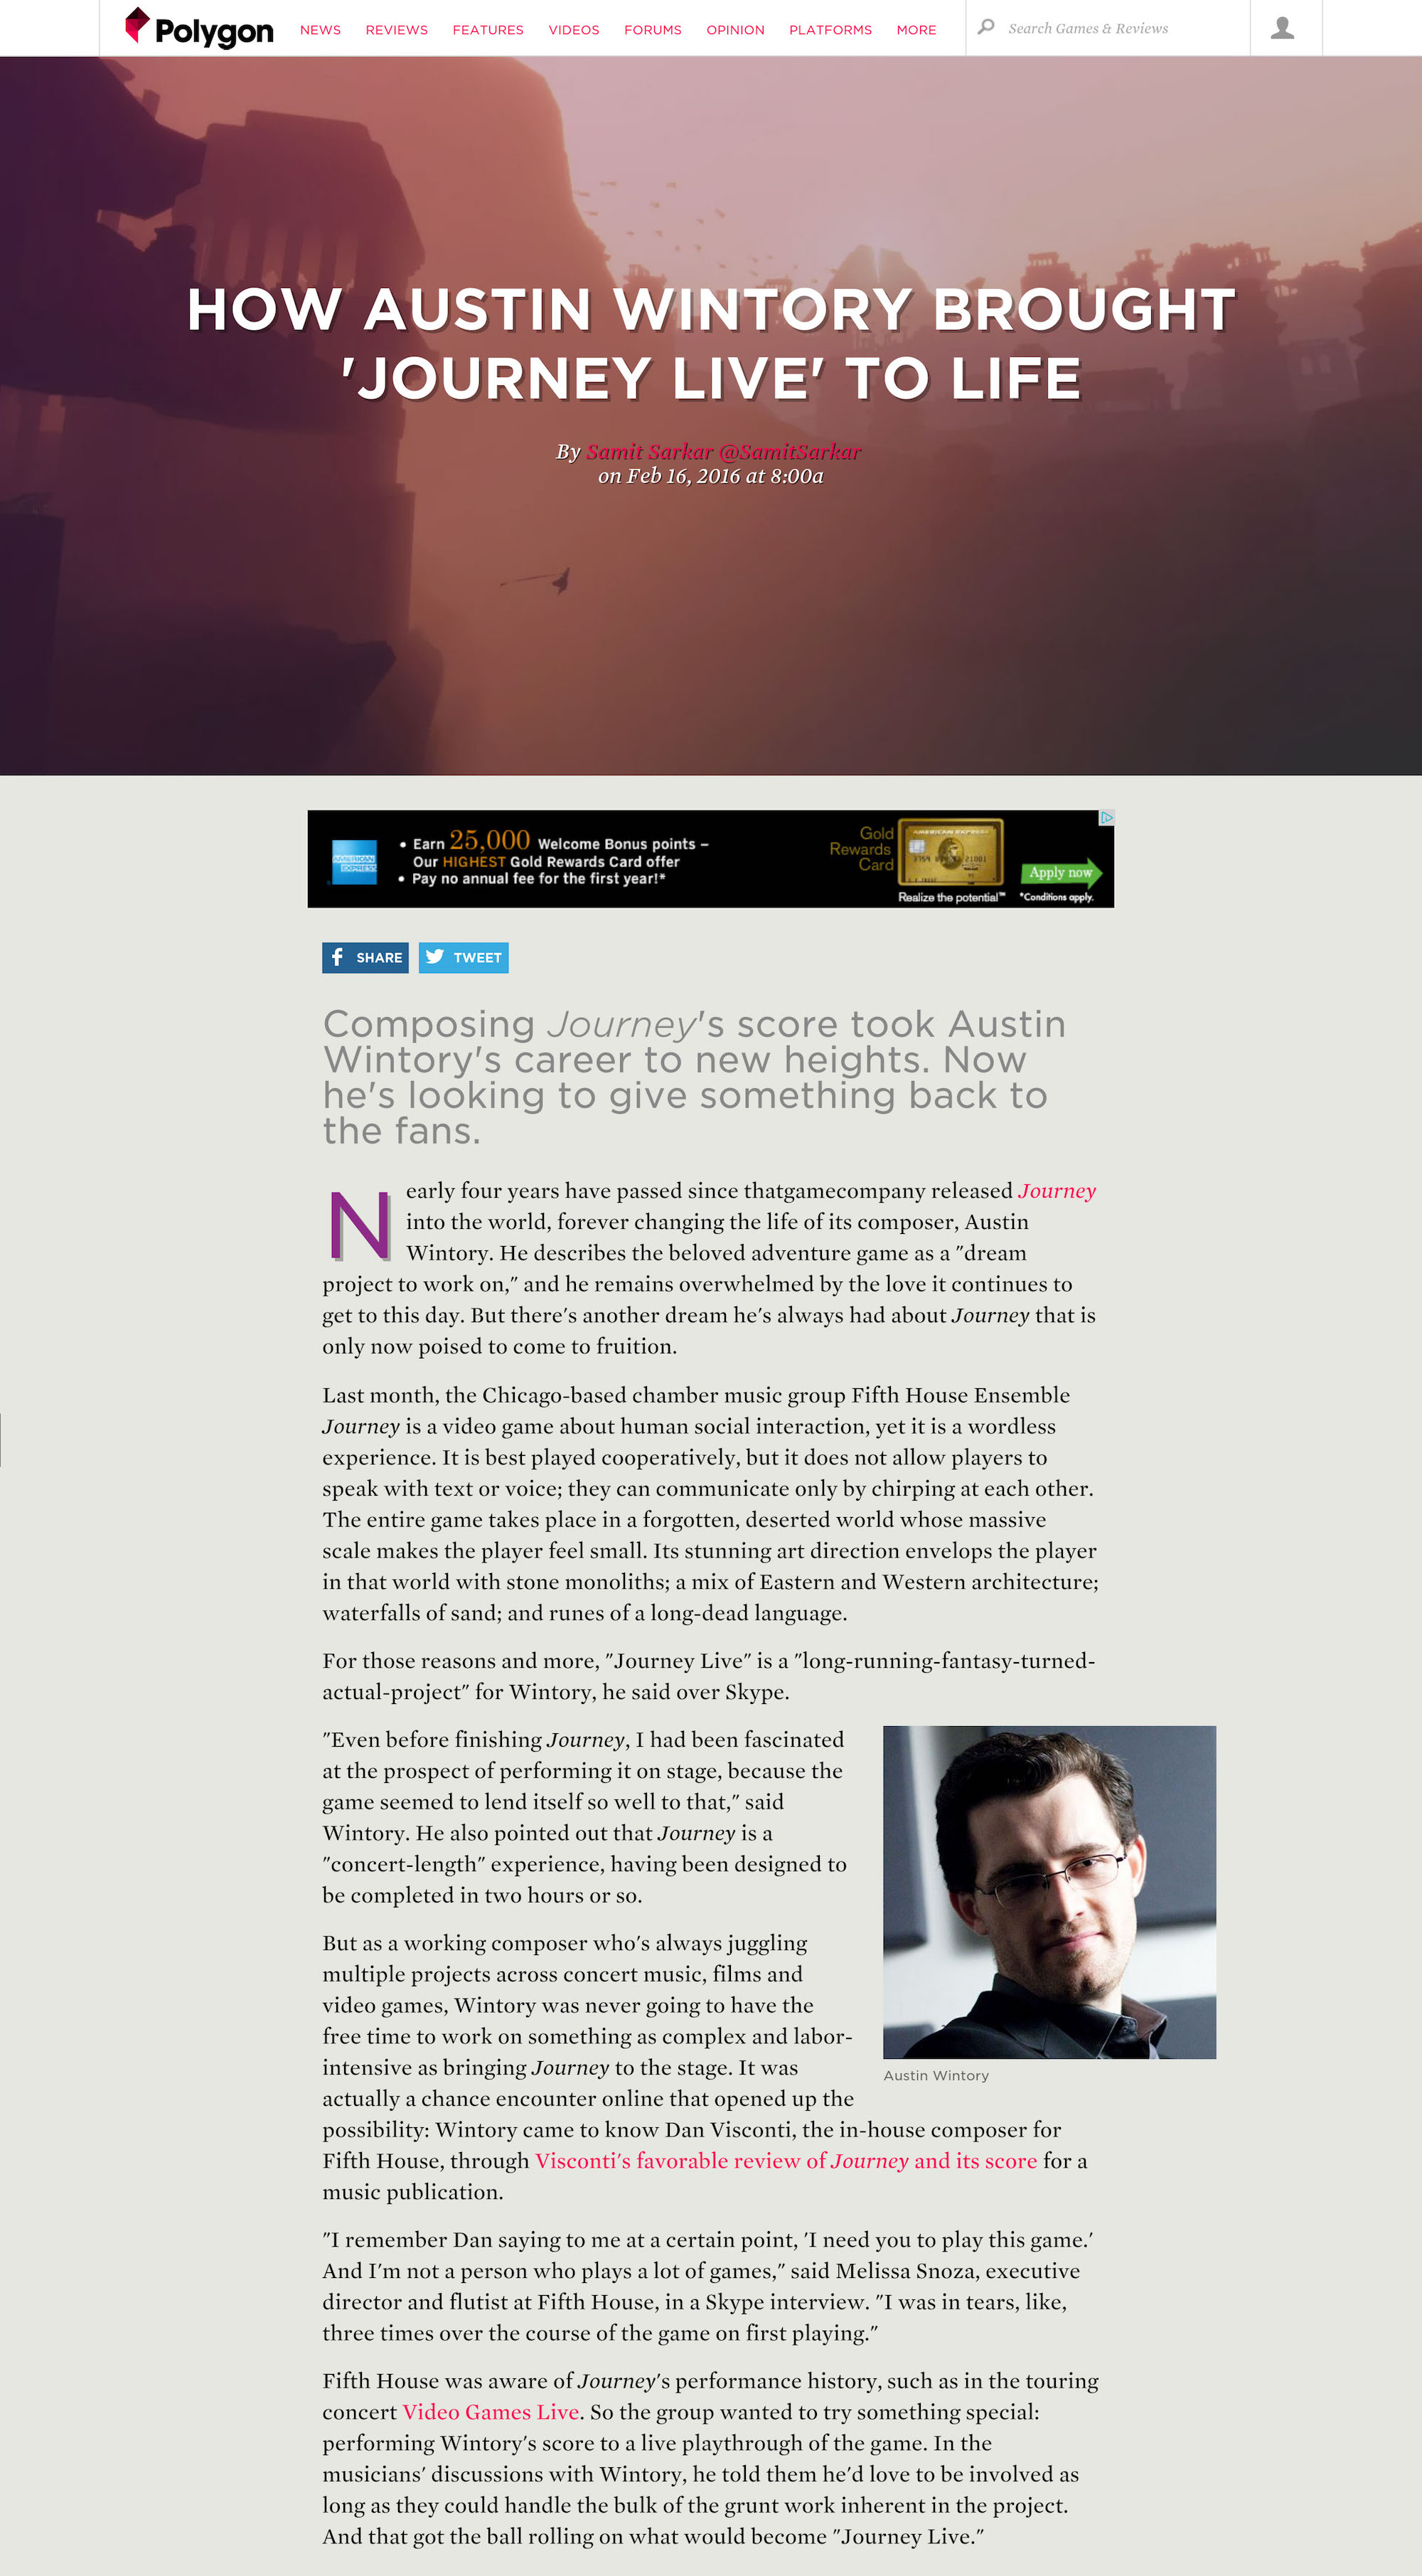 Polygon
NEWS REVIEWS FEATURES VIDEOS FORUMS OPINION PLATFORMS MORE
Search Games & Reviews
HOW AUSTIN WINTORY BROUGHT
'JOURNEY LIVE' TO LIFE
By Samit Sarkar @SamitSarkar
on Feb 16, 2016 at 8:00a
AMERICAN EXPRESS
• Earn 25,000 Welcome Bonus points –
Our HIGHEST Gold Rewards Card offer
• Pay no annual fee for the first year!*
Gold
Rewards
Card
AMERICAN EXPRESS
Realize the potential™
Apply now
*Conditions apply.
SHARE TWEET
Composing Journey's score took Austin
Wintory's career to new heights. Now
he's looking to give something back to
the fans.
Nearly four years have passed since thatgamecompany released Journey
into the world, forever changing the life of its composer, Austin
Wintory. He describes the beloved adventure game as a "dream
project to work on," and he remains overwhelmed by the love it continues to
get to this day. But there's another dream he's always had about Journey that is
only now poised to come to fruition.
Last month, the Chicago-based chamber music group Fifth House Ensemble
Journey is a video game about human social interaction, yet it is a wordless
experience. It is best played cooperatively, but it does not allow players to
speak with text or voice; they can communicate only by chirping at each other.
The entire game takes place in a forgotten, deserted world whose massive
scale makes the player feel small. Its stunning art direction envelops the player
in that world with stone monoliths; a mix of Eastern and Western architecture;
waterfalls of sand; and runes of a long-dead language.
For those reasons and more, "Journey Live" is a "long-running-fantasy-turned-
actual-project" for Wintory, he said over Skype.
"Even before finishing Journey, I had been fascinated
at the prospect of performing it on stage, because the
game seemed to lend itself so well to that," said
Wintory. He also pointed out that Journey is a
"concert-length" experience, having been designed to
be completed in two hours or so.
But as a working composer who's always juggling
multiple projects across concert music, films and
video games, Wintory was never going to have the
free time to work on something as complex and labor-
intensive as bringing Journey to the stage. It was
actually a chance encounter online that opened up the
possibility: Wintory came to know Dan Visconti, the in-house composer for
Fifth House, through Visconti's favorable review of Journey and its score for a
music publication.
Austin Wintory
"I remember Dan saying to me at a certain point, 'I need you to play this game.'
And I'm not a person who plays a lot of games," said Melissa Snoza, executive
director and flutist at Fifth House, in a Skype interview. "I was in tears, like,
three times over the course of the game on first playing."
Fifth House was aware of Journey's performance history, such as in the touring
concert Video Games Live. So the group wanted to try something special:
performing Wintory's score to a live playthrough of the game. In the
musicians' discussions with Wintory, he told them he'd love to be involved as
long as they could handle the bulk of the grunt work inherent in the project.
And that got the ball rolling on what would become "Journey Live."